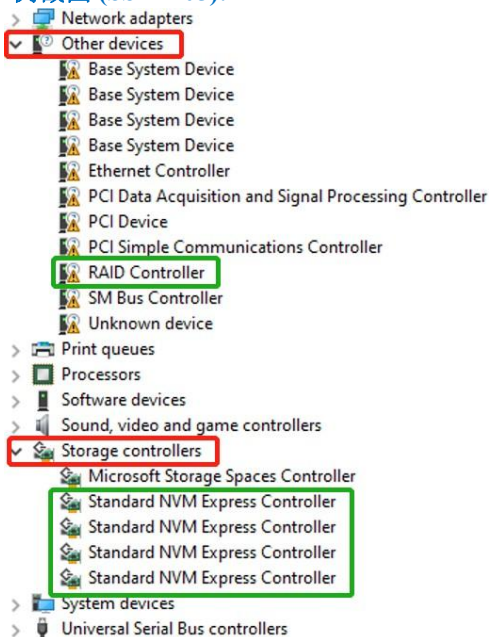 Network adapters
Other devices
Base System Device
Base System Device
Base System Device
Base System Device
Ethernet Controller
PCI Data Acquisition and Signal Processing Controller
PCI Device
PCI Simple Communications Controller
RAID Controller
SM Bus Controller
Unknown device
Print queues
Processors
Software devices
Sound, video and game controllers
Storage controllers
Microsoft Storage Spaces Controller
Standard NVM Express Controller
Standard NVM Express Controller
Standard NVM Express Controller
Standard NVM Express Controller
System devices
Universal Serial Bus controllers